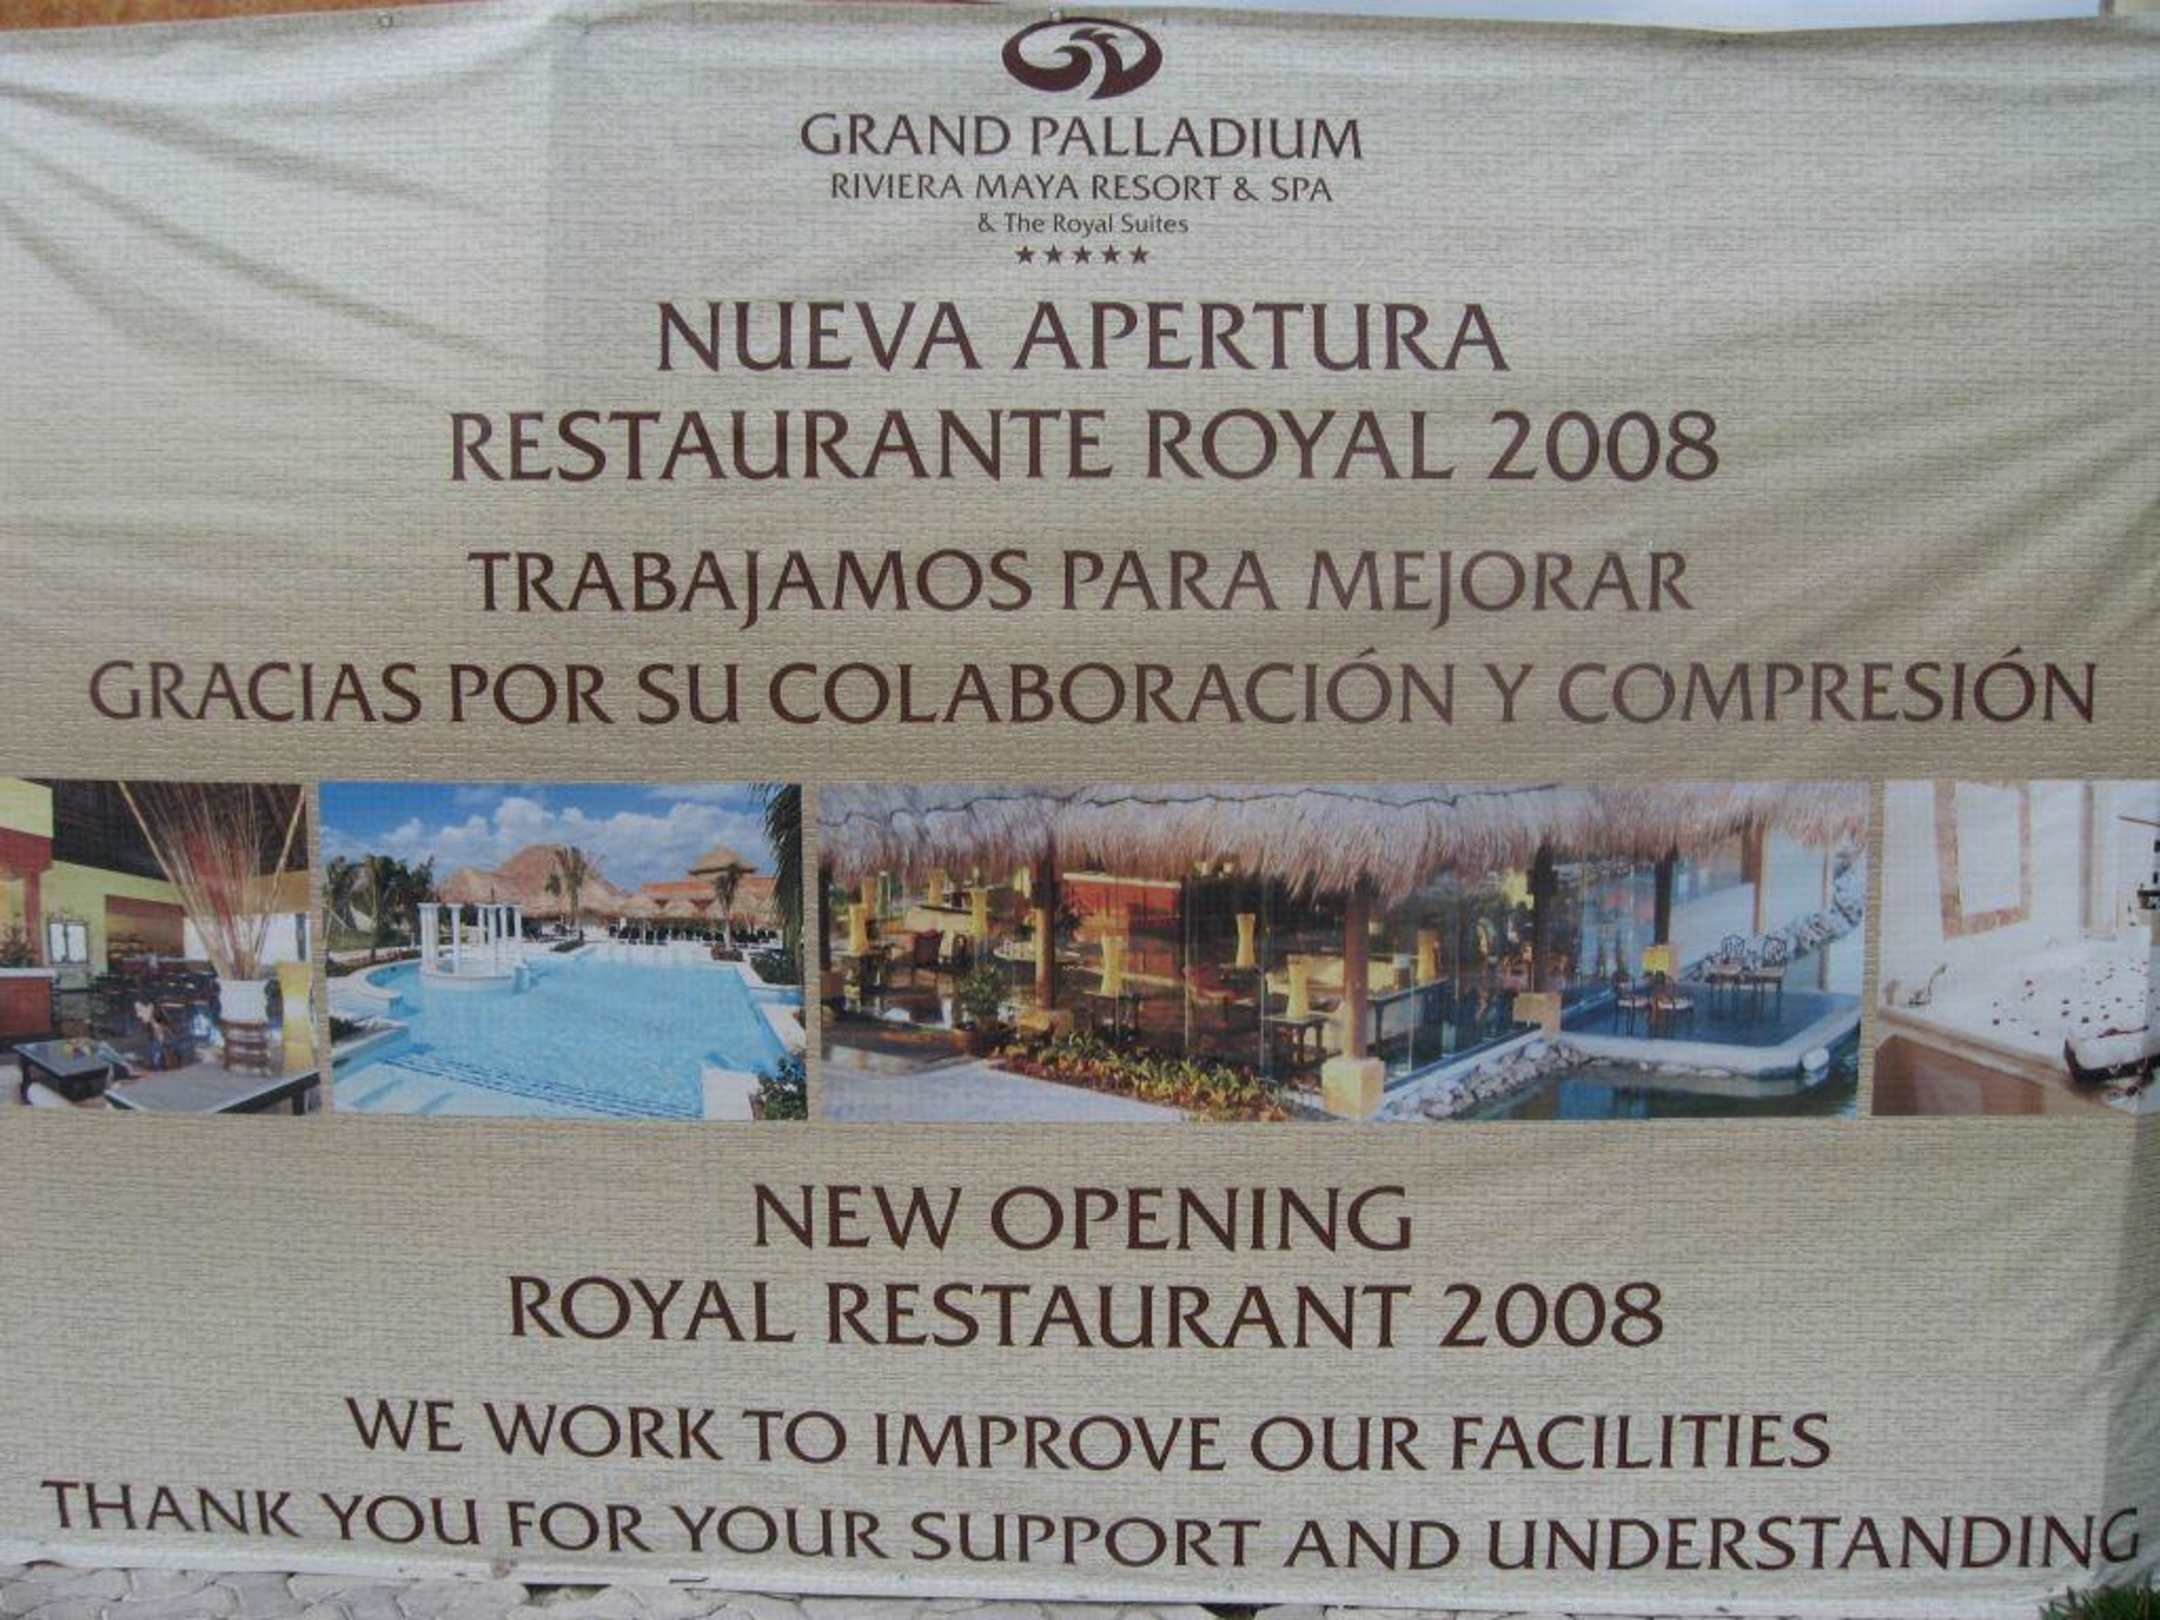 GRAND PALLADIUM
RIVIERA MAYA RESORT & SPA
& The Royal Suites
★★★★★
NUEVA APERTURA
RESTAURANTE ROYAL 2008
TRABAJAMOS PARA MEJORAR
GRACIAS POR SU COLABORACIÓN Y COMPRESIÓN
NEW OPENING
ROYAL RESTAURANT 2008
WE WORK TO IMPROVE OUR FACILITIES
THANK YOU FOR YOUR SUPPORT AND UNDERSTANDING